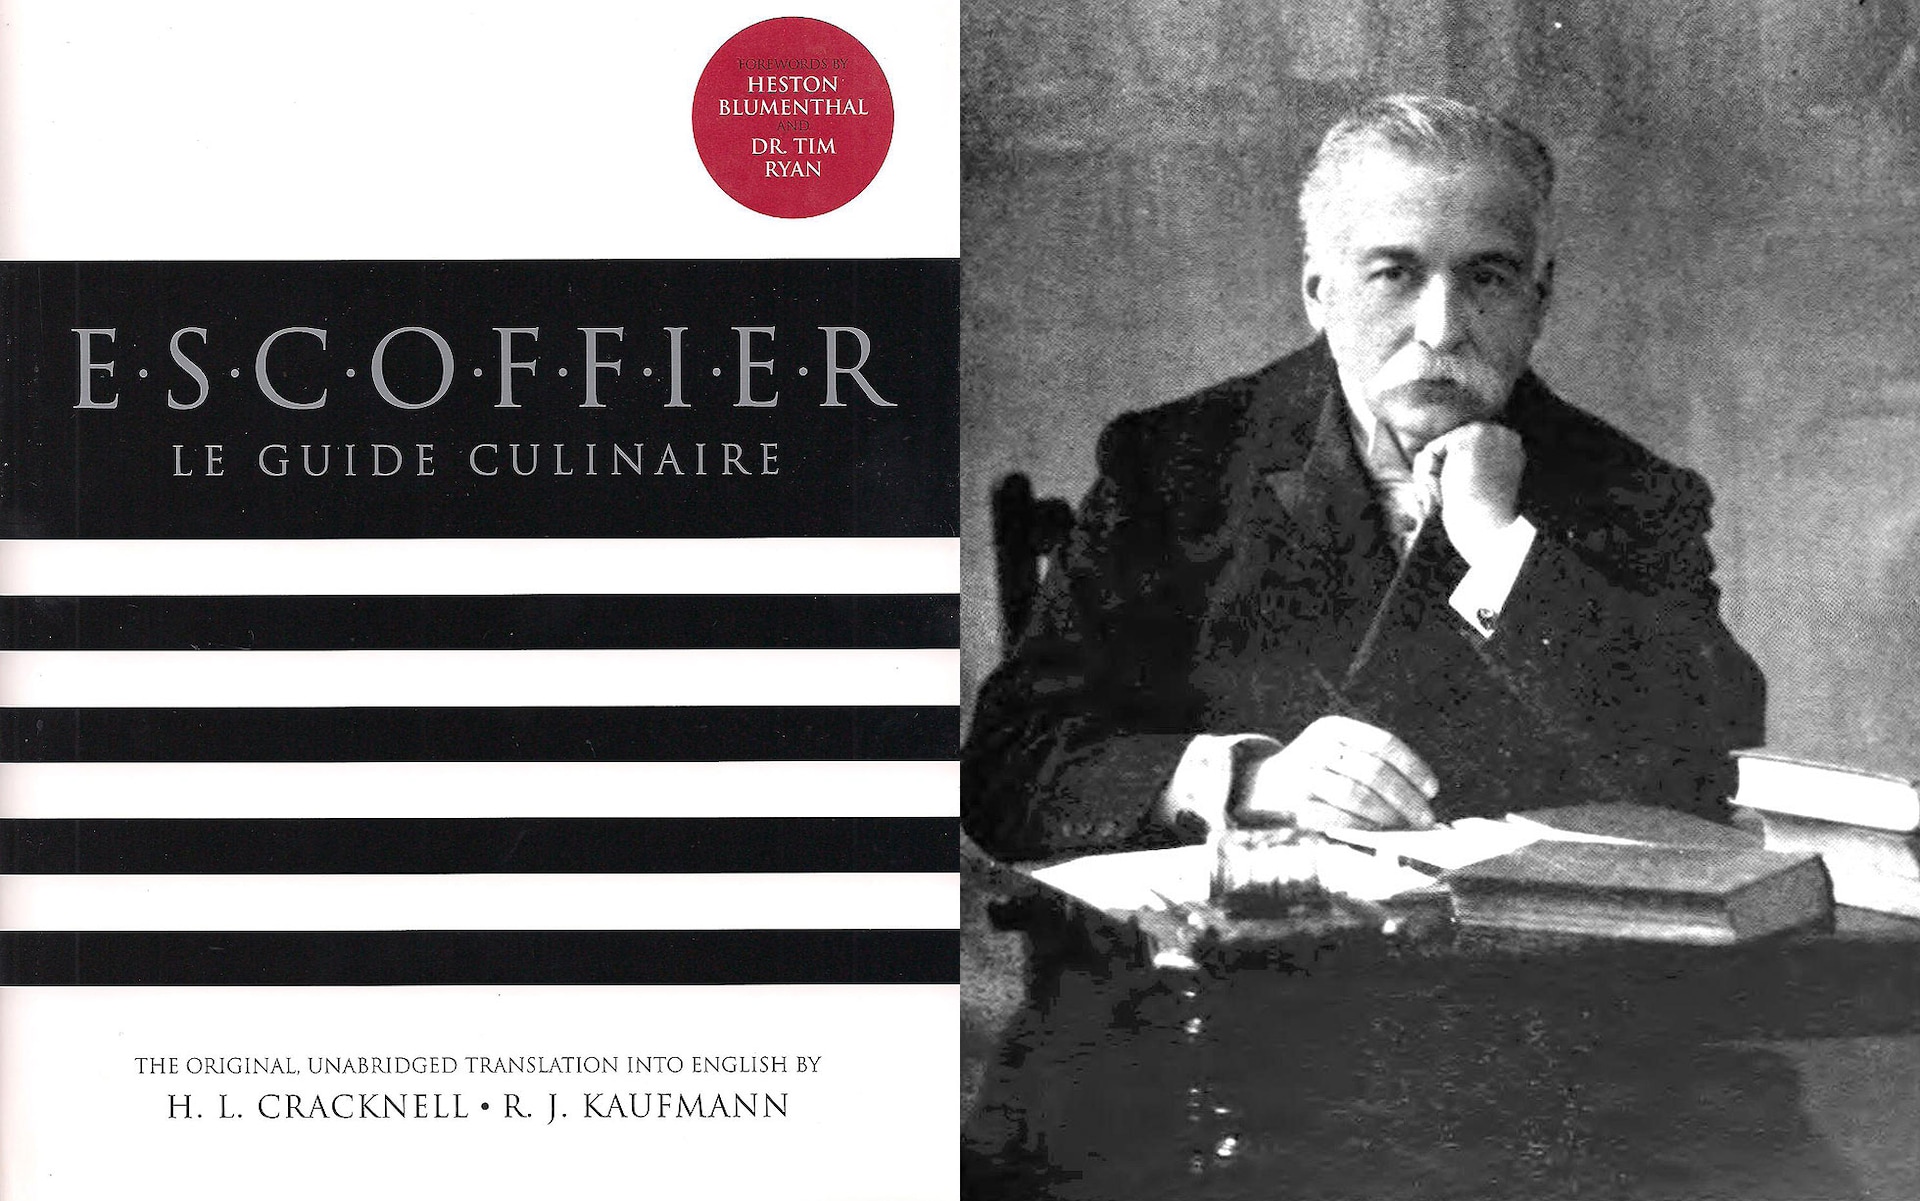 FOREWORDS BY
HESTON
BLUMENTHAL
AND
DR. TIM
RYAN
E·S·C·O·F·F·I·E·R
LE GUIDE CULINAIRE
THE ORIGINAL, UNABRIDGED TRANSLATION INTO ENGLISH BY
H. L. CRACKNELL • R. J. KAUFMANN